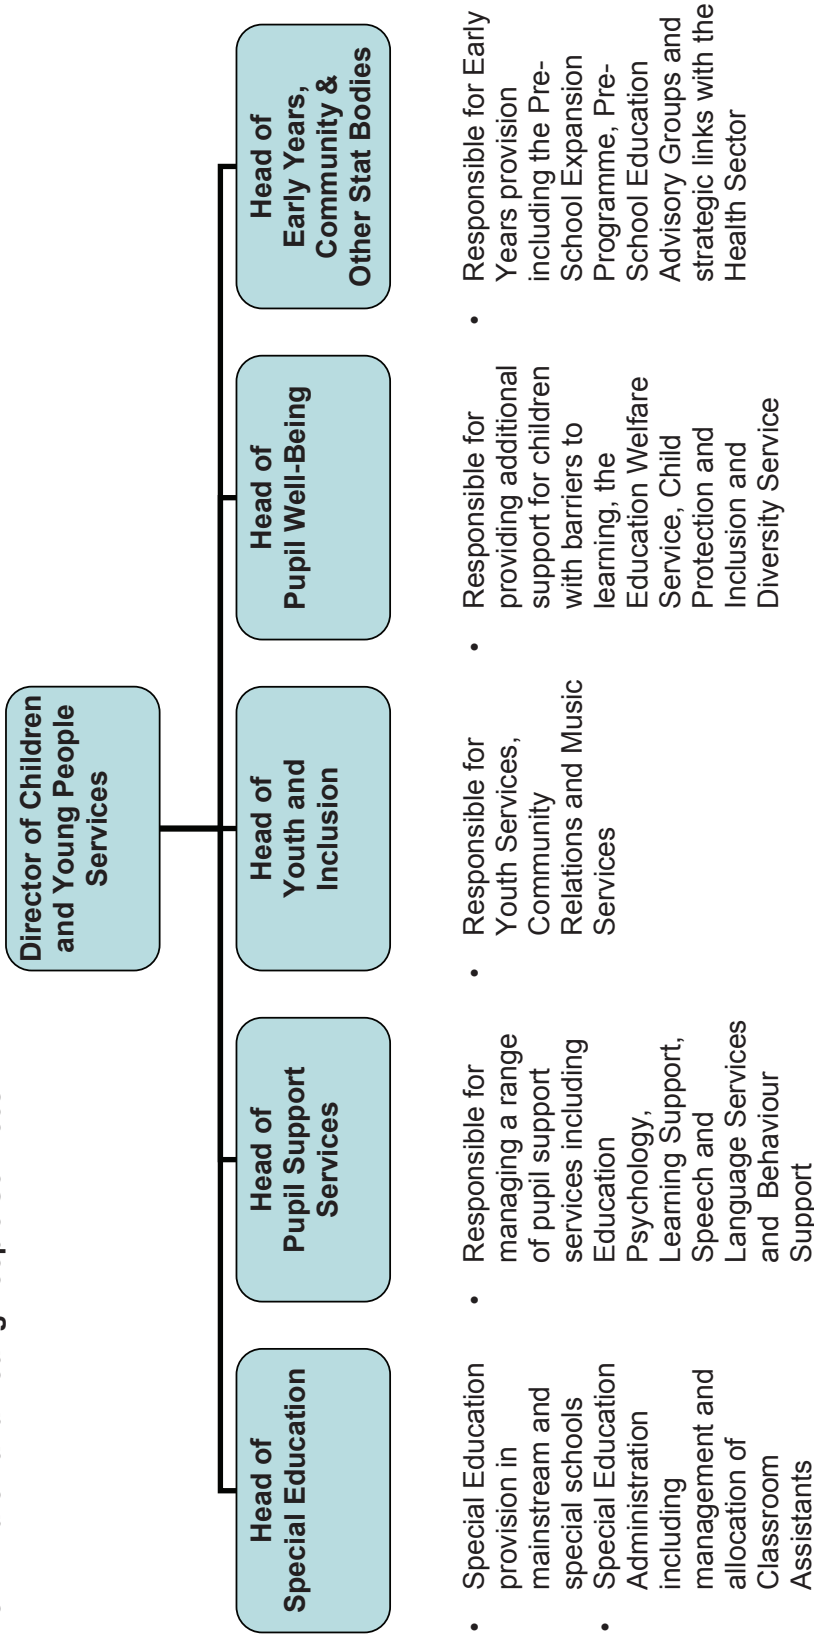 Director of Children
and Young People
Services
Head of
Special Education
Head of
Pupil Support
Services
Head of
Youth and
Inclusion
Head of
Pupil Well-Being
Head of
Early Years,
Community &
Other Stat Bodies
• Special Education
provision in
mainstream and
special schools
• Special Education
Administration
including
management and
allocation of
Classroom
Assistants
• Responsible for
managing a range
of pupil support
services including
Education
Psychology,
Learning Support,
Speech and
Language Services
and Behaviour
Support
• Responsible for
Youth Services,
Community
Relations and Music
Services
• Responsible for
providing additional
support for children
with barriers to
learning, the
Education Welfare
Service, Child
Protection and
Inclusion and
Diversity Service
• Responsible for Early
Years provision
including the Pre-
School Expansion
Programme, Pre-
School Education
Advisory Groups and
strategic links with the
Health Sector